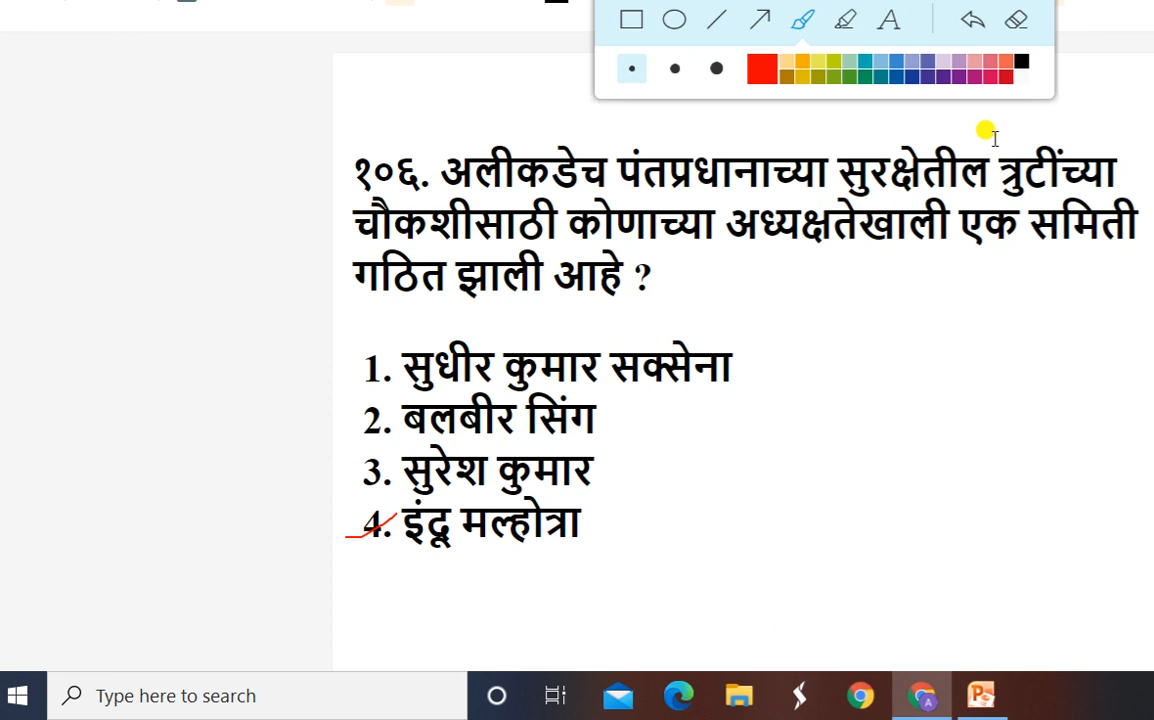 A
१०६. अलीकडेच पंतप्रधानाच्या सुरक्षेतील त्रुटींच्या
चौकशीसाठी कोणाच्या अध्यक्षतेखाली एक समिती
गठित झाली आहे ?
1. सुधीर कुमार सक्सेना
2. बलबीर सिंग
3. सुरेश कुमार
4. इंदू मल्होत्रा
Type here to search